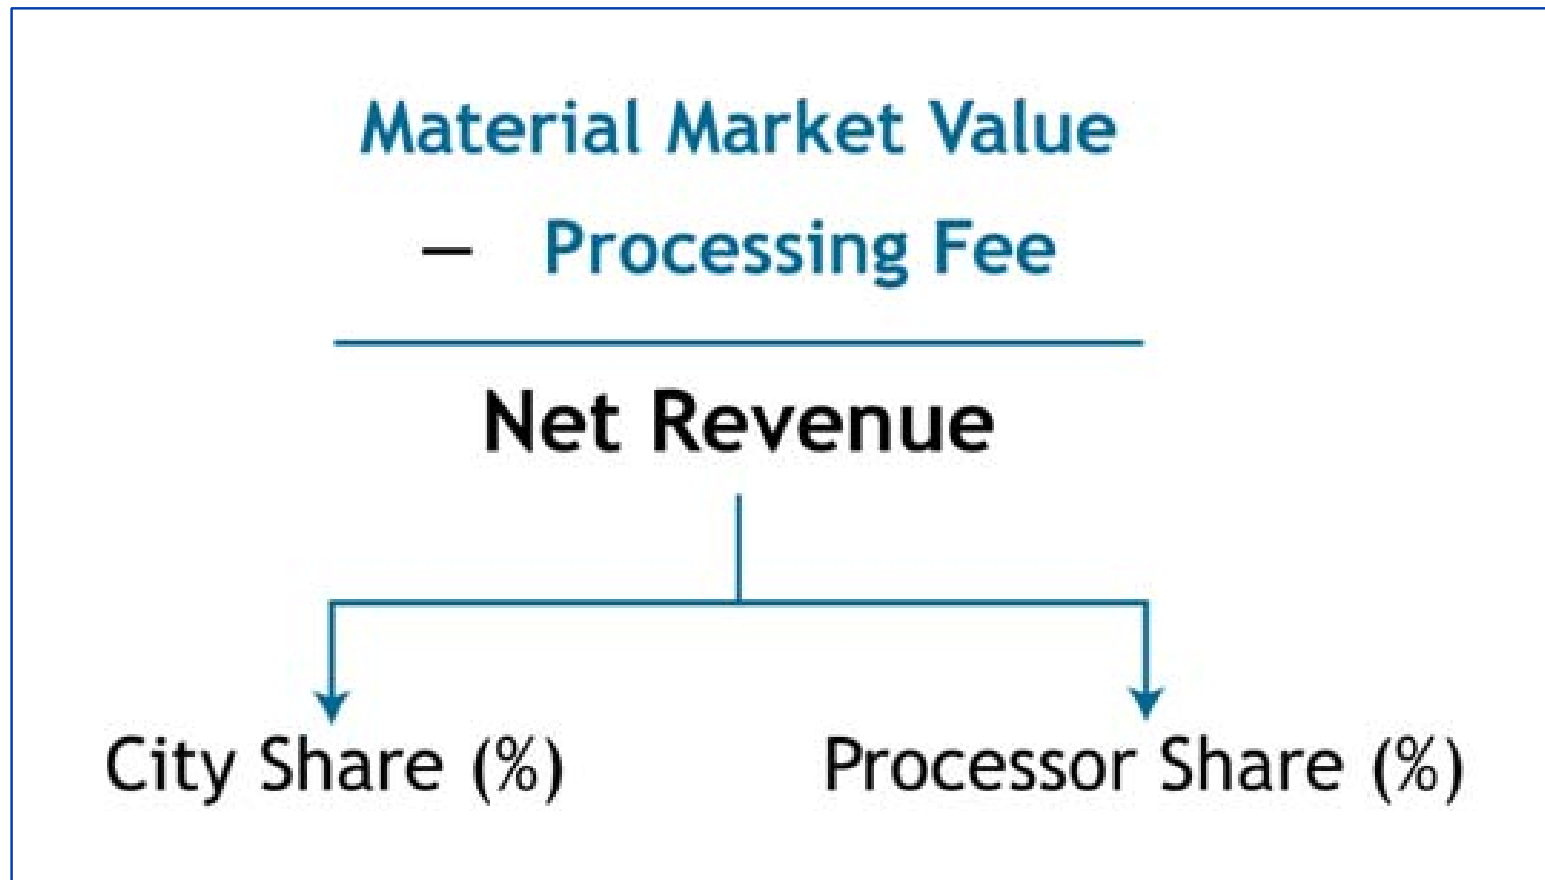 Material Market Value
— Processing Fee
Net Revenue
City Share (%)
Processor Share (%)